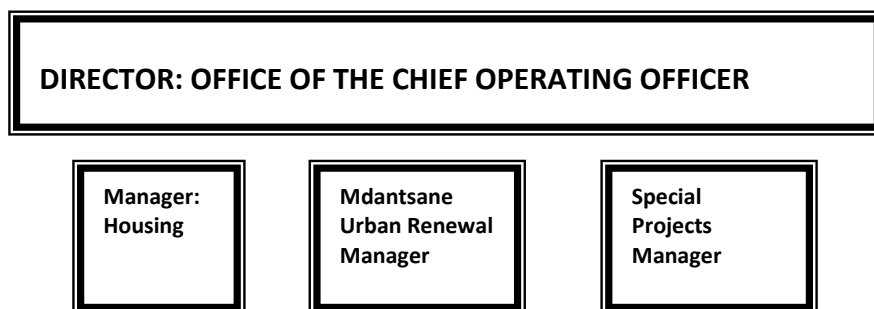 DIRECTOR: OFFICE OF THE CHIEF OPERATING OFFICER
Manager:
Housing
Mdantsane
Urban Renewal
Manager
Special
Projects
Manager